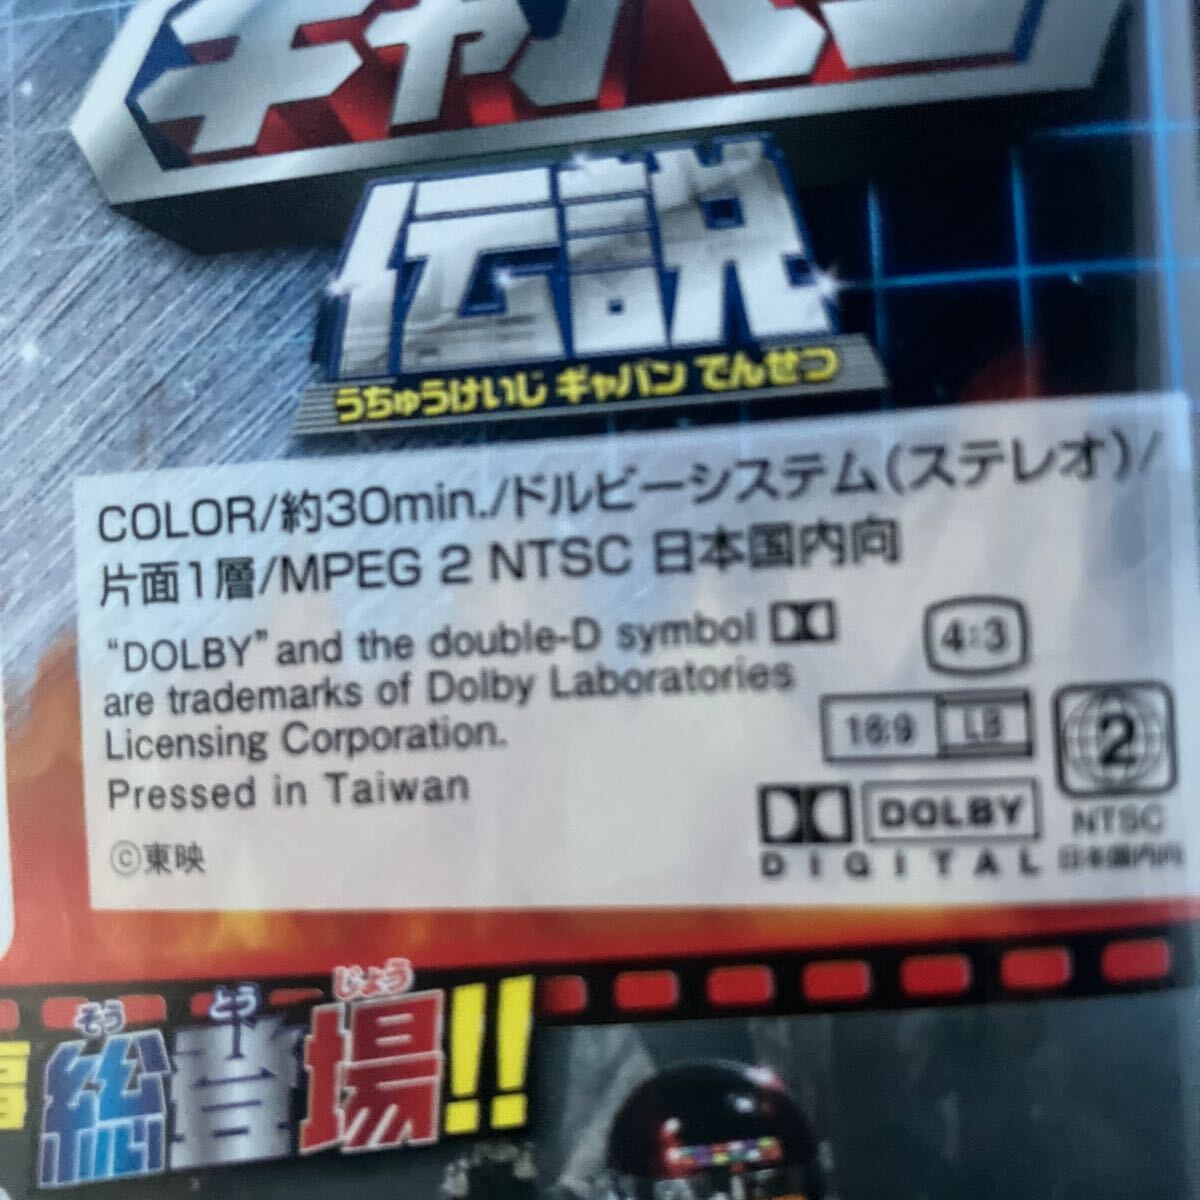 ギャバン
伝説
うちゅうけいじ ギャバン でんせつ
COLOR/約30min./ドルビーシステム(ステレオ)/
片面1層/MPEG 2 NTSC 日本国内向
"DOLBY" and the double-D symbol
are trademarks of Dolby Laboratories
Licensing Corporation.
Pressed in Taiwan
©東映
4:3
16:9 LB
2
DOLBY
DIGITAL
NTSC
日本国内向
そう とう じょう
総登場!!